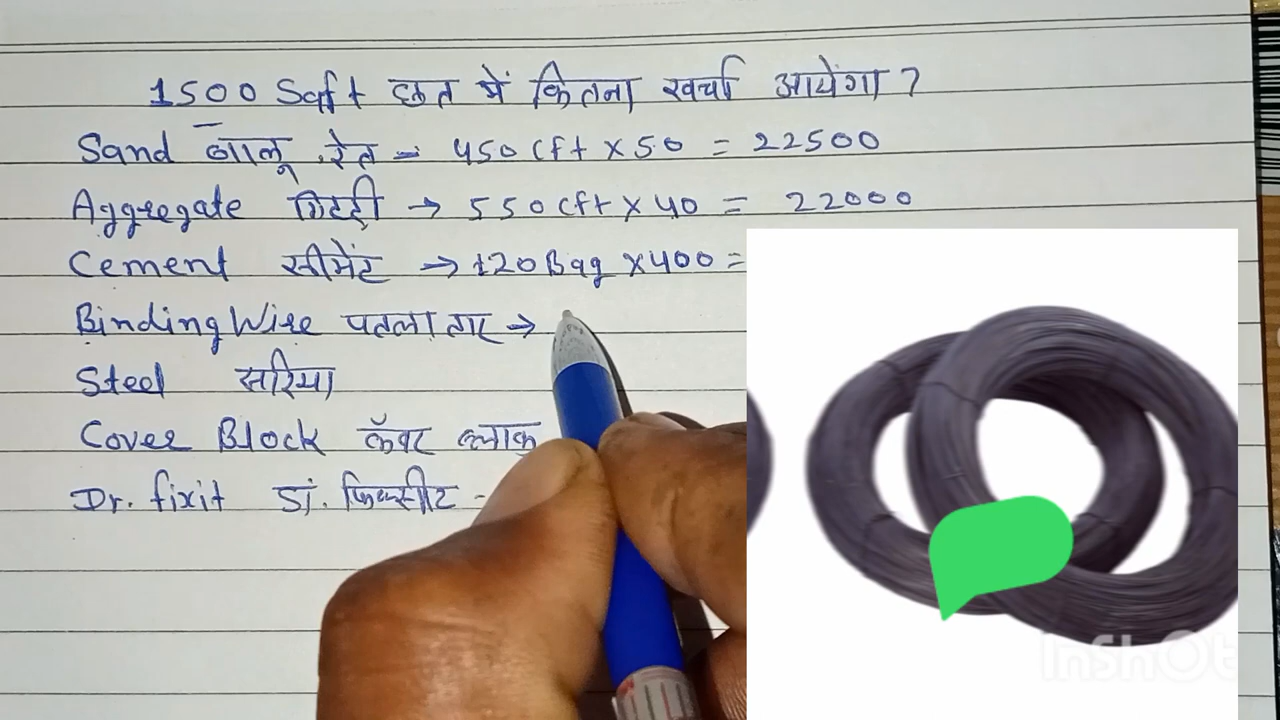 1500 Sqft छत में कितना खर्चा आयेंगा ?
Sand बालू रेत - 450 Cft x 50 = 22500
Aggregate गिट्टी → 550 Cft x 40 = 22000
Cement सीमेंट → 120 Bag x 400 =
Binding Wire पतला तार →
Steel सरिया
Cover Block कॅवर ब्लाक
Dr. fixit डां. फिक्सीट -
InShOt